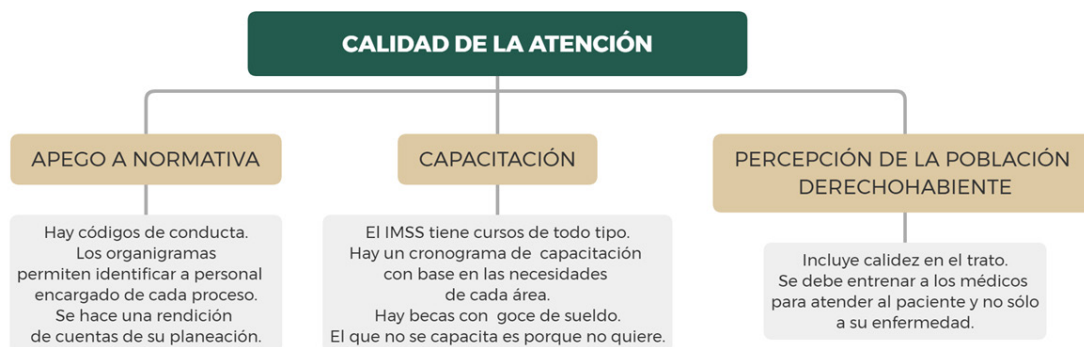 CALIDAD DE LA ATENCIÓN
APEGO A NORMATIVA
Hay códigos de conducta.
Los organigramas
permiten identificar a personal
encargado de cada proceso.
Se hace una rendición
de cuentas de su planeación.
CAPACITACIÓN
El IMSS tiene cursos de todo tipo.
Hay un cronograma de capacitación
con base en las necesidades
de cada área.
Hay becas con goce de sueldo.
El que no se capacita es porque no quiere.
PERCEPCIÓN DE LA POBLACIÓN
DERECHOHABIENTE
Incluye calidez en el trato.
Se debe entrenar a los médicos
para atender al paciente y no sólo
a su enfermedad.